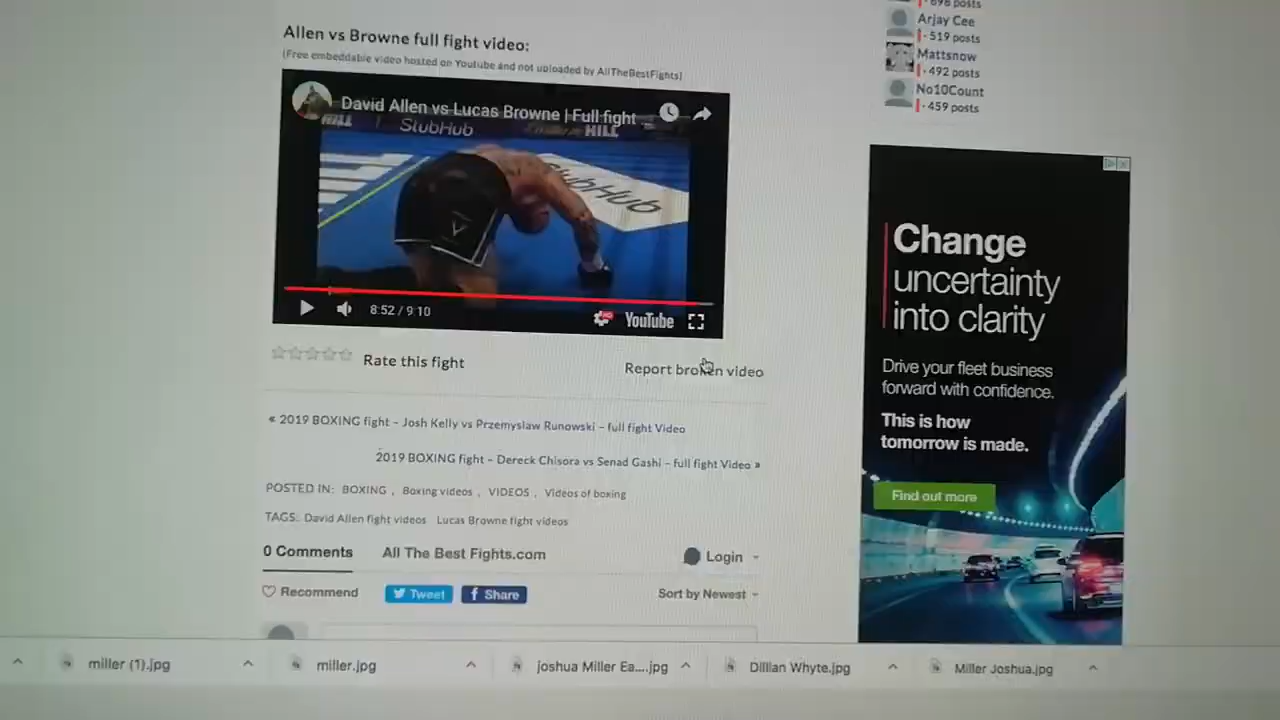 Allen vs Browne full fight video:
(Free embeddable video hosted on Youtube and not uploaded by AllTheBestFights)
David Allen vs Lucas Browne | Full fight ...
StubHub
HILL
StubHub
8:52 / 9:10
YouTube
Rate this fight
Report broken video
« 2019 BOXING fight – Josh Kelly vs Przemyslaw Runowski – full fight Video
2019 BOXING fight – Dereck Chisora vs Senad Gashi – full fight Video »
POSTED IN: BOXING , Boxing videos , VIDEOS , Videos of boxing
TAGS: David Allen fight videos Lucas Browne fight videos
0 Comments
All The Best Fights.com
Login
Recommend
Tweet
Share
Sort by Newest
posts
Arjay Cee
- 519 posts
Mattsnow
- 492 posts
No10Count
- 459 posts
Change
uncertainty
into clarity
Drive your fleet business
forward with confidence.
This is how
tomorrow is made.
Find out more
miller (1).jpg
miller.jpg
joshua Miller Ea....jpg
Dillian Whyte.jpg
Miller Joshua.jpg